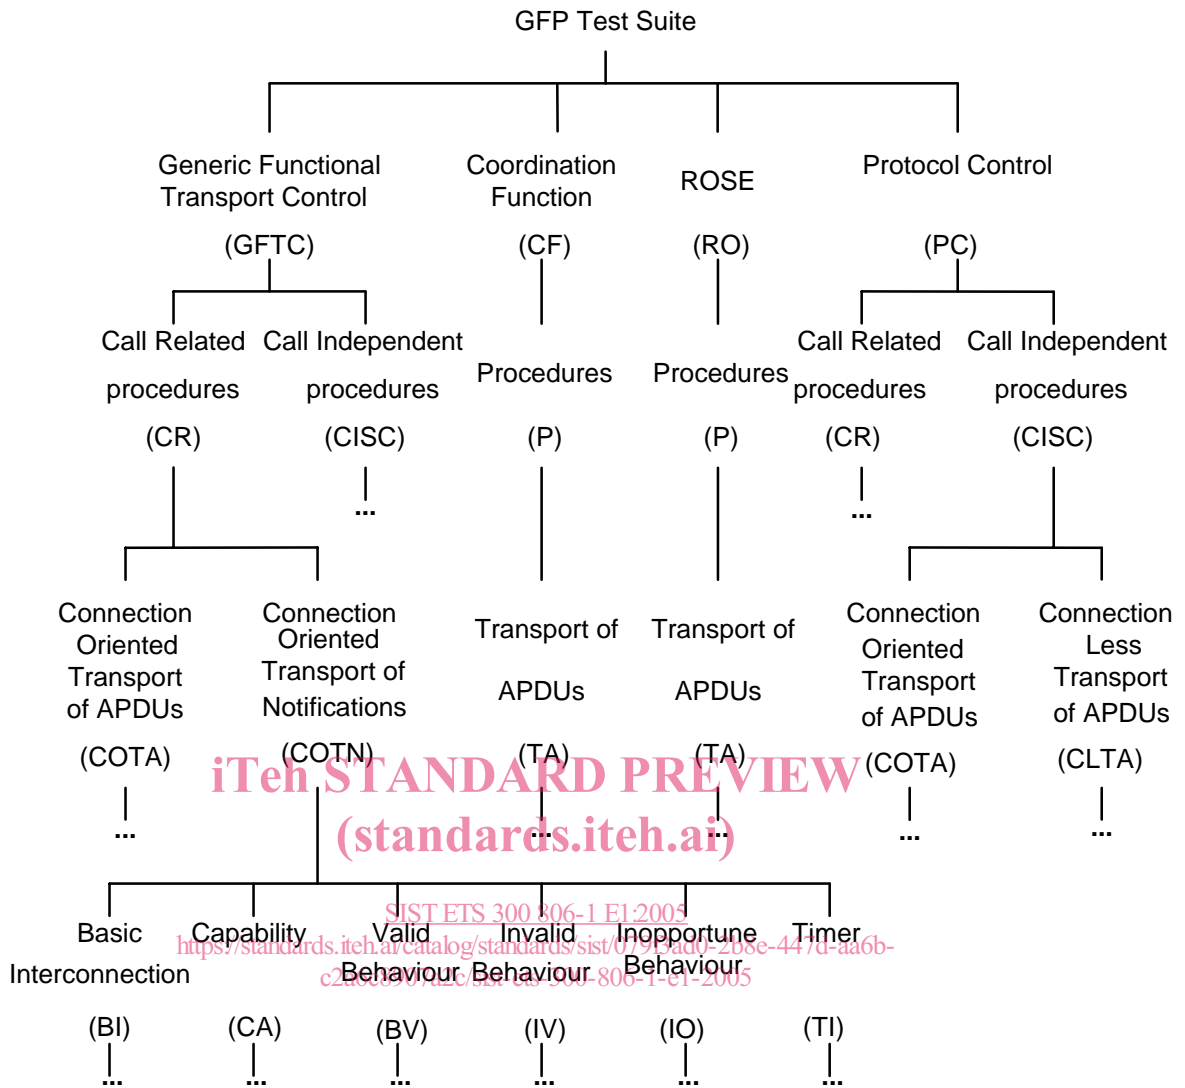 GFP Test Suite
Generic Functional
Transport Control
(GFTC)
Coordination
Function
(CF)
ROSE
(RO)
Protocol Control
(PC)
Call Related
procedures
(CR)
Call Independent
procedures
(CISC)
Procedures
(P)
Procedures
(P)
Call Related
procedures
(CR)
Call Independent
procedures
(CISC)
...
...
Connection
Oriented
Transport
of APDUs
(COTA)
Connection
Oriented
Transport of
Notifications
(COTN)
Transport of
APDUs
(TA)
Transport of
APDUs
(TA)
Connection
Oriented
Transport
of APDUs
(COTA)
Connection
Less
Transport
of APDUs
(CLTA)
iTeh STANDARD PREVIEW
(standards.iteh.ai)
...
...
...
...
...
SIST ETS 300 806-1 E1:2005
Basic
Interconnection
(BI)
Capability
(CA)
Valid
Behaviour
(BV)
Invalid
Behaviour
(IV)
Inopportune
Behaviour
(IO)
Timer
(TI)
...
...
...
...
...
...